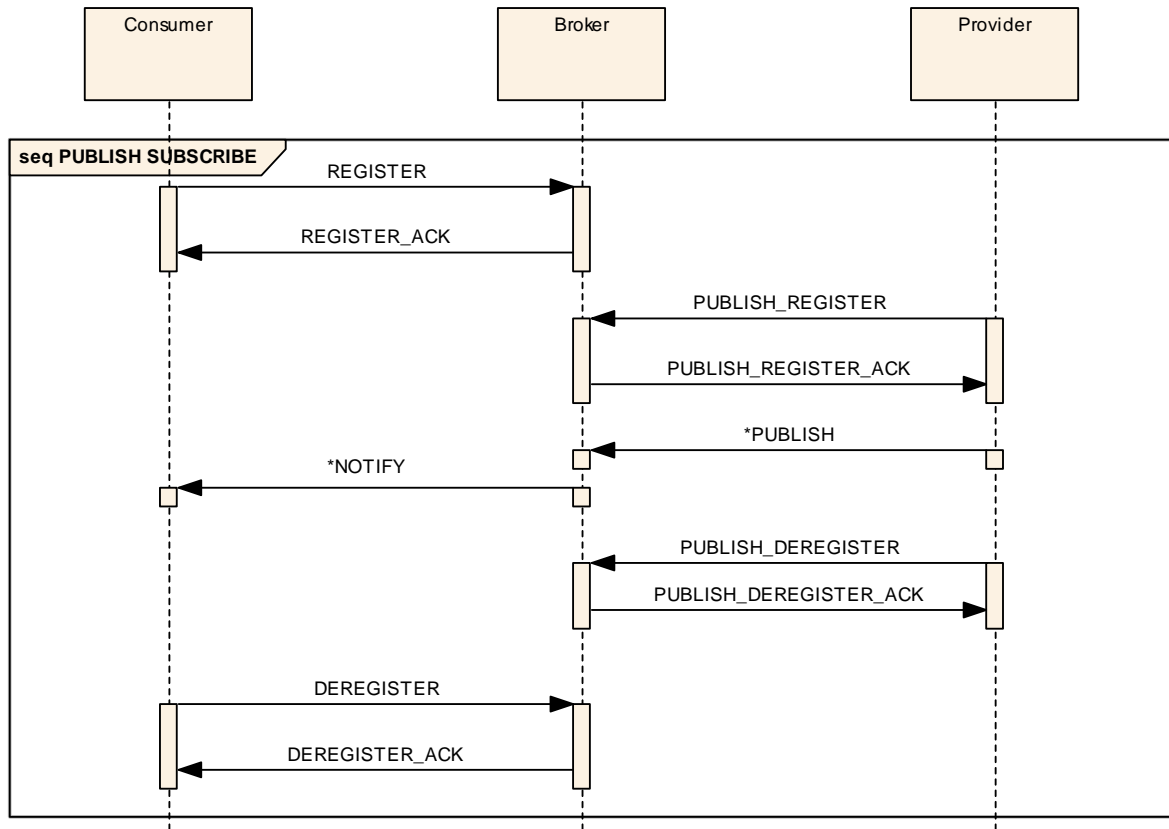 Consumer
Broker
Provider
seq PUBLISH SUBSCRIBE
REGISTER
REGISTER_ACK
PUBLISH_REGISTER
PUBLISH_REGISTER_ACK
*PUBLISH
*NOTIFY
PUBLISH_DEREGISTER
PUBLISH_DEREGISTER_ACK
DEREGISTER
DEREGISTER_ACK